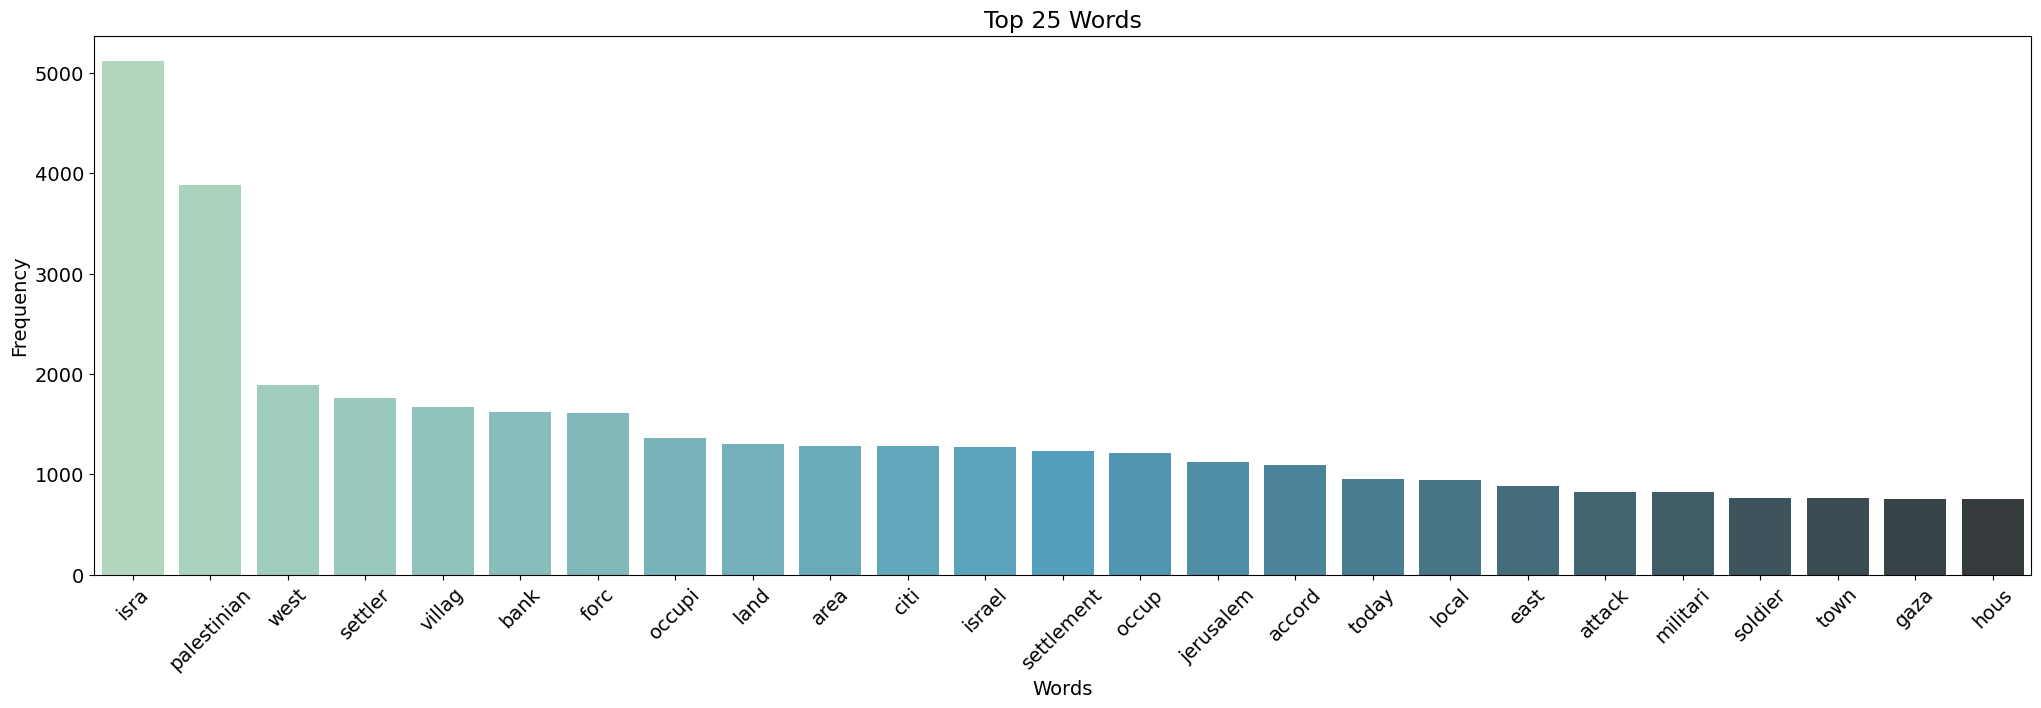 Top 25 Words
Frequency
5000
4000
3000
2000
1000
0
isra
palestinian
west
settler
villag
bank
forc
occupi
land
area
citi
israel
settlement
occup
jerusalem
accord
today
local
east
attack
militari
soldier
town
gaza
hous
Words